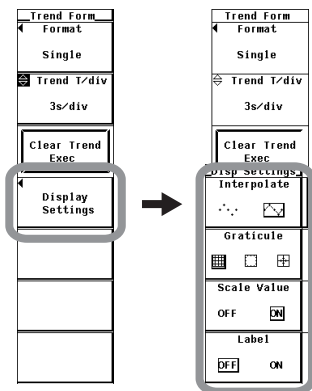 Trend Form
Format
Single
Trend T/div
3s/div
Clear Trend
Exec
Display
Settings
Trend Form
Format
Single
Trend T/div
3s/div
Clear Trend
Exec
Disp Settings
Interpolate
Graticule
Scale Value
OFF ON
Label
OFF ON